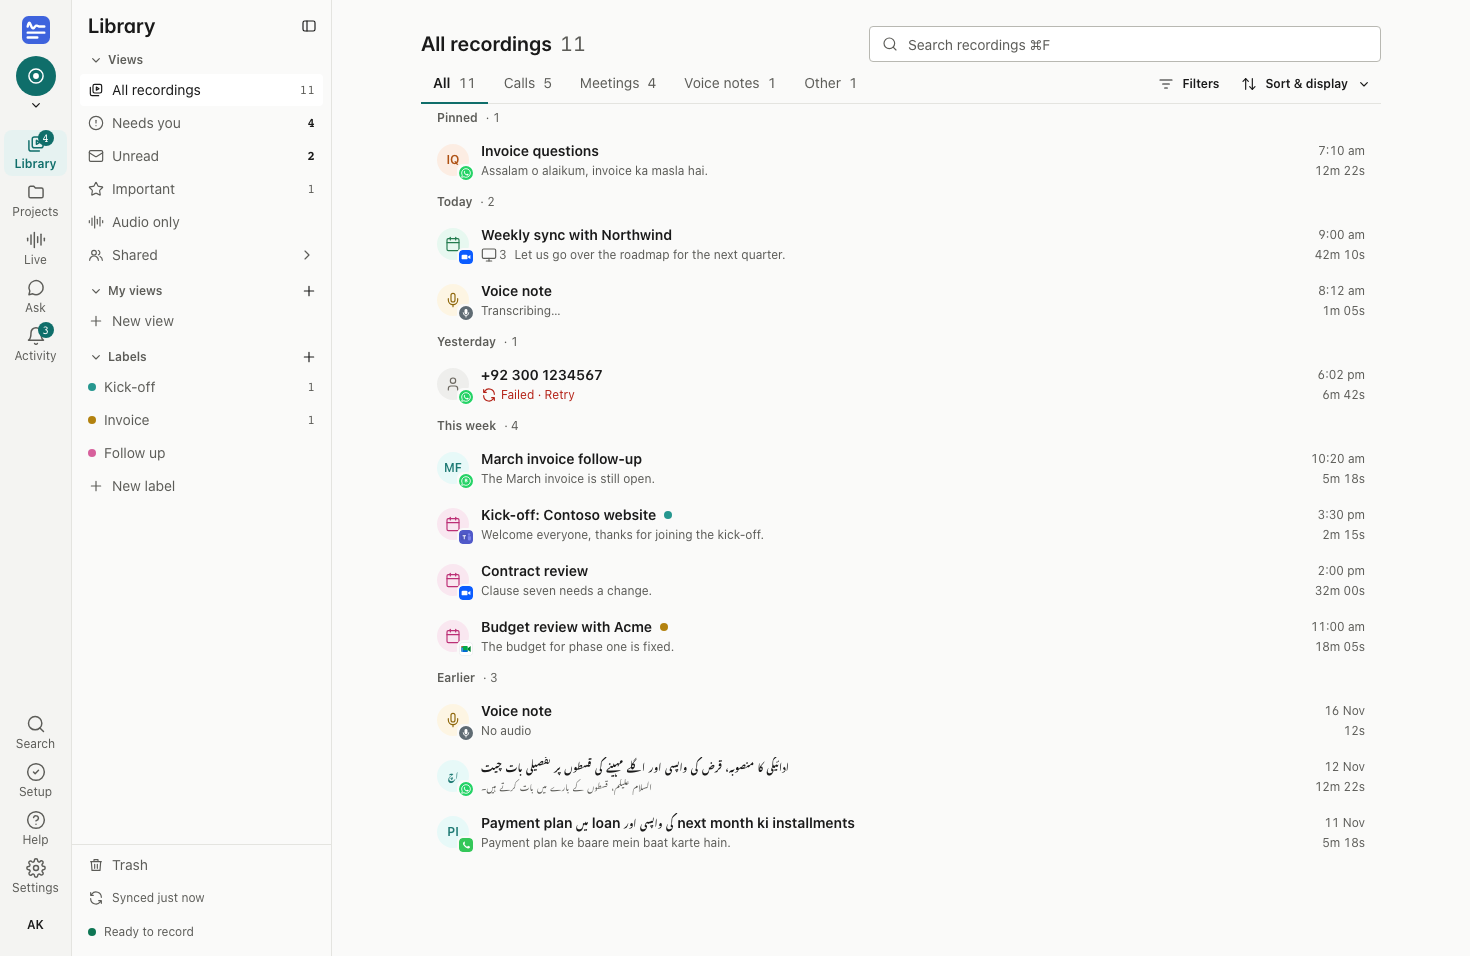 Library
Views
All recordings 11
Needs you 4
Unread 2
Important 1
Audio only
Shared
My views
New view
Labels
Kick-off 1
Invoice 1
Follow up
New label
Trash
Synced just now
Ready to record
4
Library
Projects
Live
Ask
3
Activity
Search
Setup
Help
Settings
AK
All recordings 11
Search recordings ⌘F
All 11 Calls 5 Meetings 4 Voice notes 1 Other 1
Filters Sort & display
Pinned · 1
IQ Invoice questions 7:10 am
Assalam o alaikum, invoice ka masla hai. 12m 22s
Today · 2
Weekly sync with Northwind 9:00 am
3 Let us go over the roadmap for the next quarter. 42m 10s
Voice note 8:12 am
Transcribing... 1m 05s
Yesterday · 1
+92 300 1234567 6:02 pm
Failed · Retry 6m 42s
This week · 4
MF March invoice follow-up 10:20 am
The March invoice is still open. 5m 18s
Kick-off: Contoso website 3:30 pm
Welcome everyone, thanks for joining the kick-off. 2m 15s
Contract review 2:00 pm
Clause seven needs a change. 32m 00s
Budget review with Acme 11:00 am
The budget for phase one is fixed. 18m 05s
Earlier · 3
Voice note 16 Nov
No audio 12s
اچ ادائیگی کا منصوبہ، قرض کی واپسی اور اگلے مہینے کی قسطوں پر تفصیلی بات چیت 12 Nov
السلام علیکم، قسطوں کے بارے میں بات کرتے ہیں۔ 12m 22s
PI Payment plan میں loan کی واپسی اور next month ki installments 11 Nov
Payment plan ke baare mein baat karte hain. 5m 18s